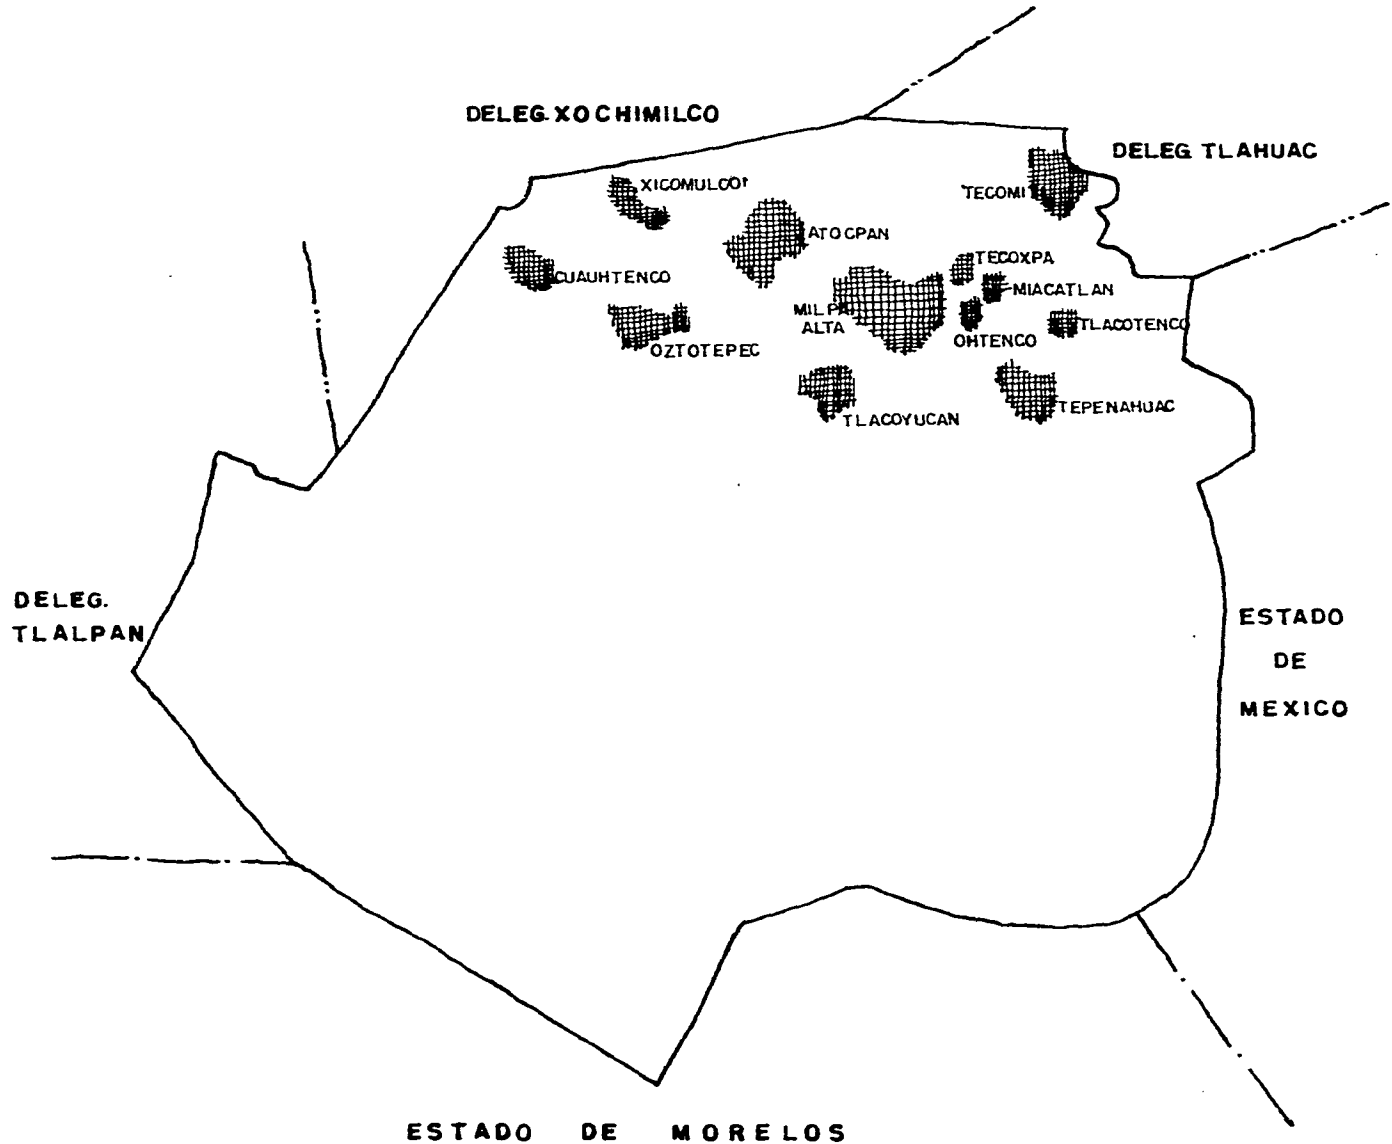 DELEG. XOCHIMILCO
DELEG. TLAHUAC
XICOMULCO
TECOMI
ATOCPAN
TECOXPA
CUAUHTENCO
MIACATLAN
MILPA
ALTA
TLACOTENCO
OHTENCO
OZTOTEPEC
TEPENAHUAC
TLACOYUCAN
DELEG.
TLALPAN
ESTADO
DE
MEXICO
ESTADO DE MORELOS